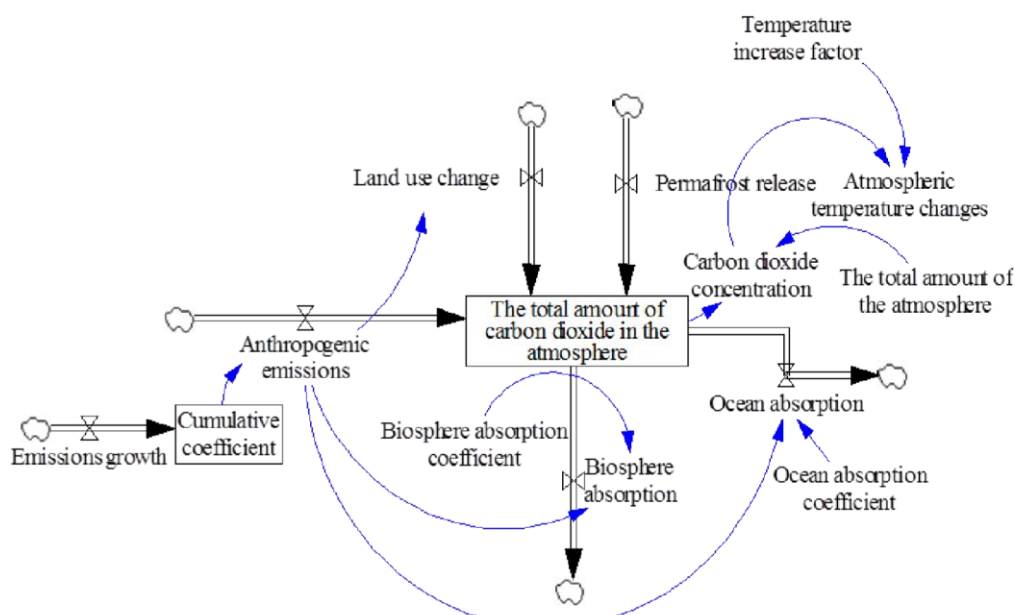 Temperature
increase factor
Land use change
Permafrost release
Atmospheric
temperature changes
Carbon dioxide
concentration
The total amount of
the atmosphere
The total amount of
carbon dioxide in the
atmosphere
Anthropogenic
emissions
Ocean absorption
Cumulative
coefficient
Emissions growth
Biosphere absorption
coefficient
Biosphere
absorption
Ocean absorption
coefficient